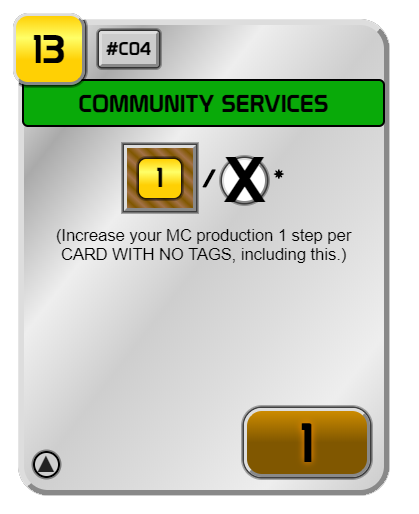 13
#C04
COMMUNITY SERVICES
1 / X *
(Increase your MC production 1 step per
CARD WITH NO TAGS, including this.)
1